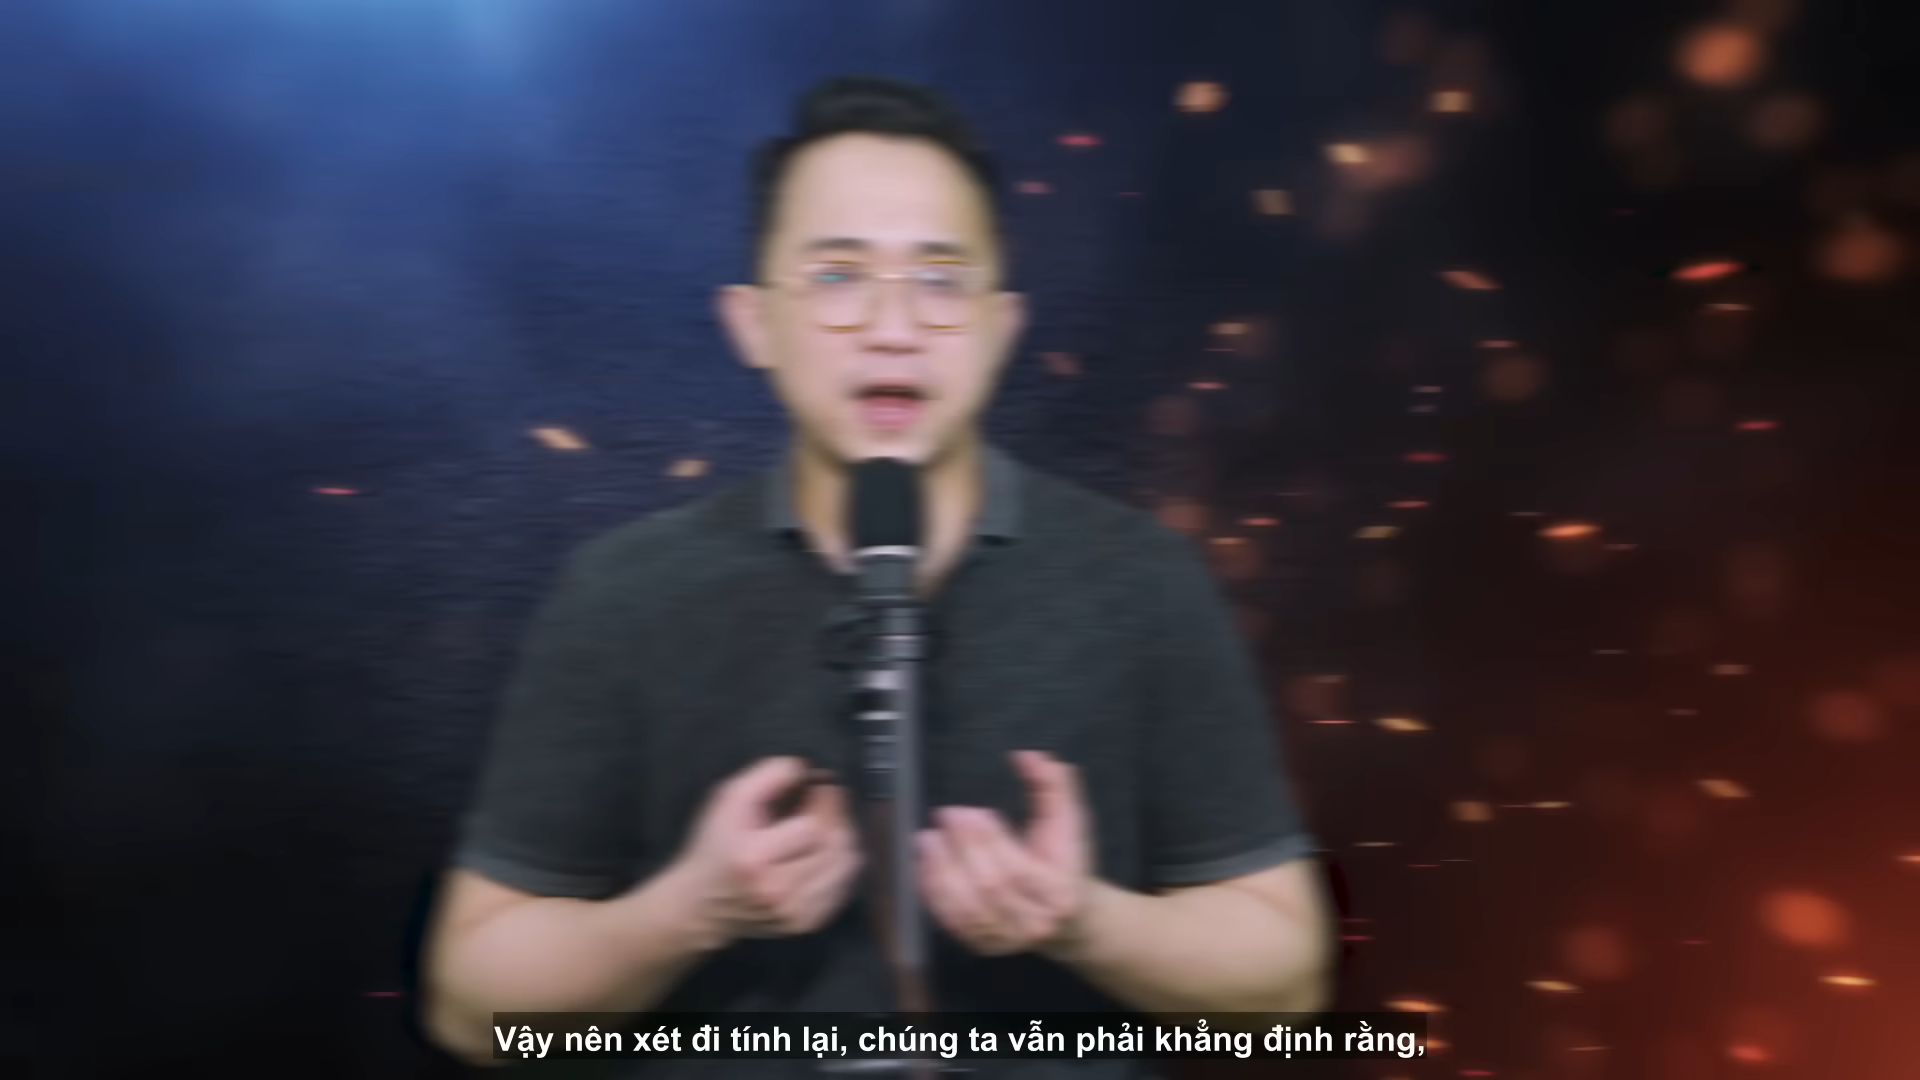 Vậy nên xét đi tính lại, chúng ta vẫn phải khẳng định rằng,